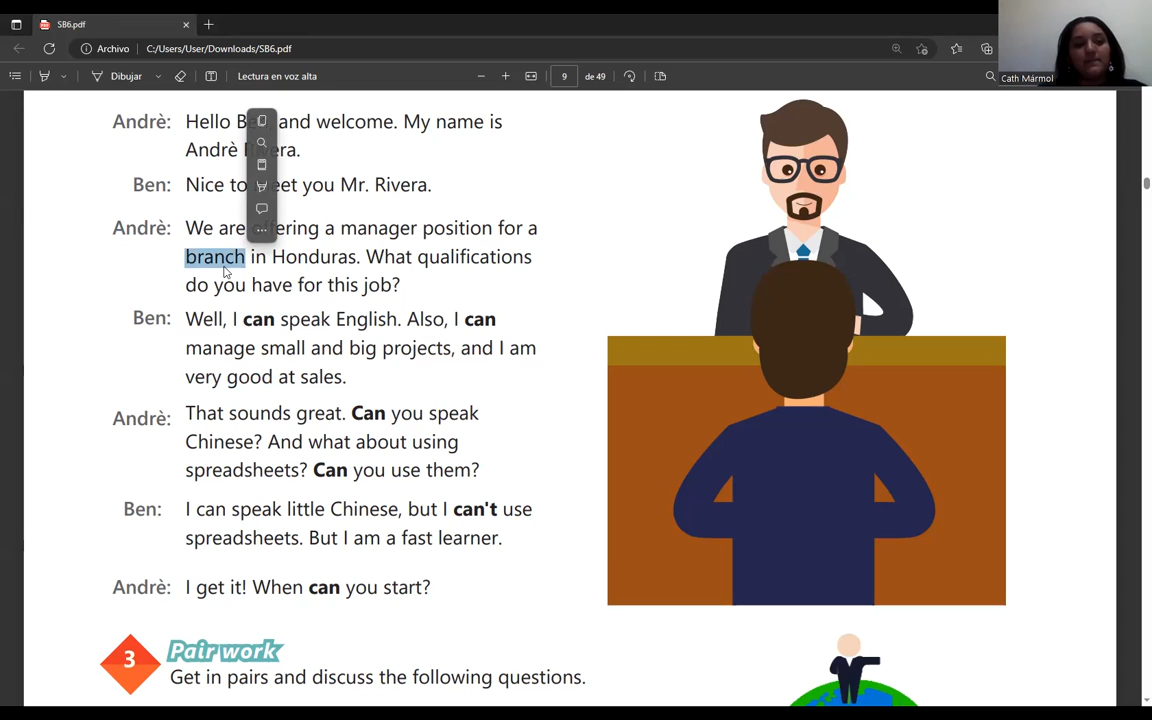 SB6.pdf
Archivo
C:/Users/User/Downloads/SB6.pdf
Dibujar
Lectura en voz alta
9
de 49
Cath Mármol
Andrè: Hello and welcome. My name is
Andrè
Ben: Nice to meet you Mr. Rivera.
Andrè: We are offering a manager position for a
branch in Honduras. What qualifications
do you have for this job?
Ben: Well, I can speak English. Also, I can
manage small and big projects, and I am
very good at sales.
Andrè: That sounds great. Can you speak
Chinese? And what about using
spreadsheets? Can you use them?
Ben: I can speak little Chinese, but I can't use
spreadsheets. But I am a fast learner.
Andrè: I get it! When can you start?
3
Pair work
Get in pairs and discuss the following questions.